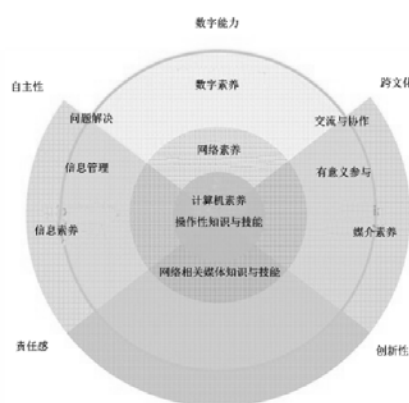 数字能力
自主性
数字素养
跨文化
问题解决
交流与协作
网络素养
信息管理
有意义参与
计算机素养
操作性知识与技能
信息素养
媒介素养
网络相关媒体知识与技能
责任感
创新性